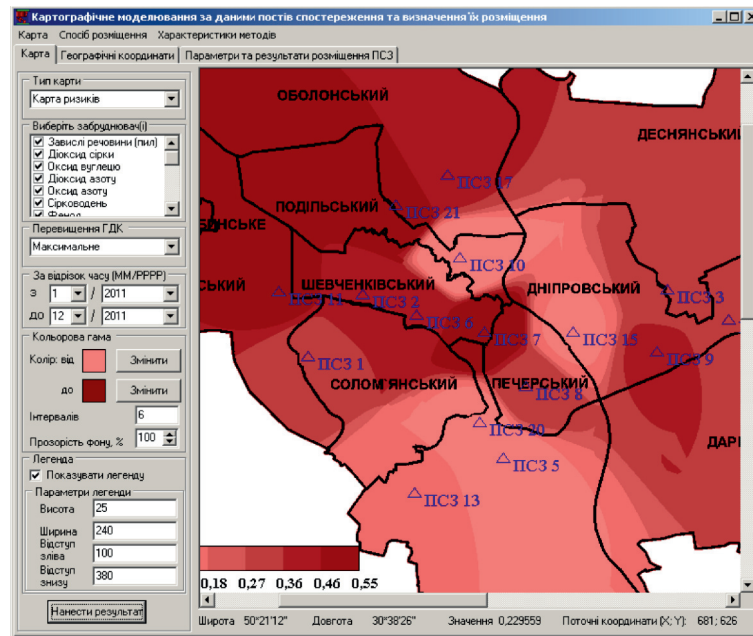 Картографічне моделювання за даними постів спостереження та визначення їх розміщення
Карта Спосіб розміщення Характеристики методів
Карта Географічні координати Параметри та результати розміщення ПСЗ
Тип карти
Карта ризиків
Виберіть забруднювач(і)
Завислі речовини (пил)
Діоксид сірки
Оксид вуглецю
Діоксид азоту
Оксид азоту
Сірководень
Фенол
Перевищення ГДК
Максимальне
За відрізок часу (ММ/РРРР)
з 1 / 2011
до 12 / 2011
Кольорова гама
Колір: від Змінити
до Змінити
Інтервалів 6
Прозорість фону, % 100
Легенда
Показувати легенду
Параметри легенди
Висота 25
Ширина 240
Відступ зліва 100
Відступ знизу 380
Нанести результат
ОБОЛОНСЬКИЙ
ДЕСНЯНСЬКИЙ
ПСЗ 17
ПОДІЛЬСЬКИЙ
ПСЗ 21
ИНСЬКЕ
ПСЗ 10
СЬКИЙ
ШЕВЧЕНКІВСЬКИЙ
ДНІПРОВСЬКИЙ
ПСЗ 3
ПСЗ 11
ПСЗ 2
ПСЗ 6
ПСЗ 7
ПСЗ 15
ПСЗ 9
ПСЗ 1
СОЛОМ'ЯНСЬКИЙ
ПЕЧЕРСЬКИЙ
ПСЗ 8
ПСЗ 20
ДАР
ПСЗ 5
ПСЗ 13
0,18 0,27 0,36 0,46 0,55
Широта 50°21'12" Довгота 30°38'26" Значення 0,229559 Поточні координати (X; Y): 681; 626